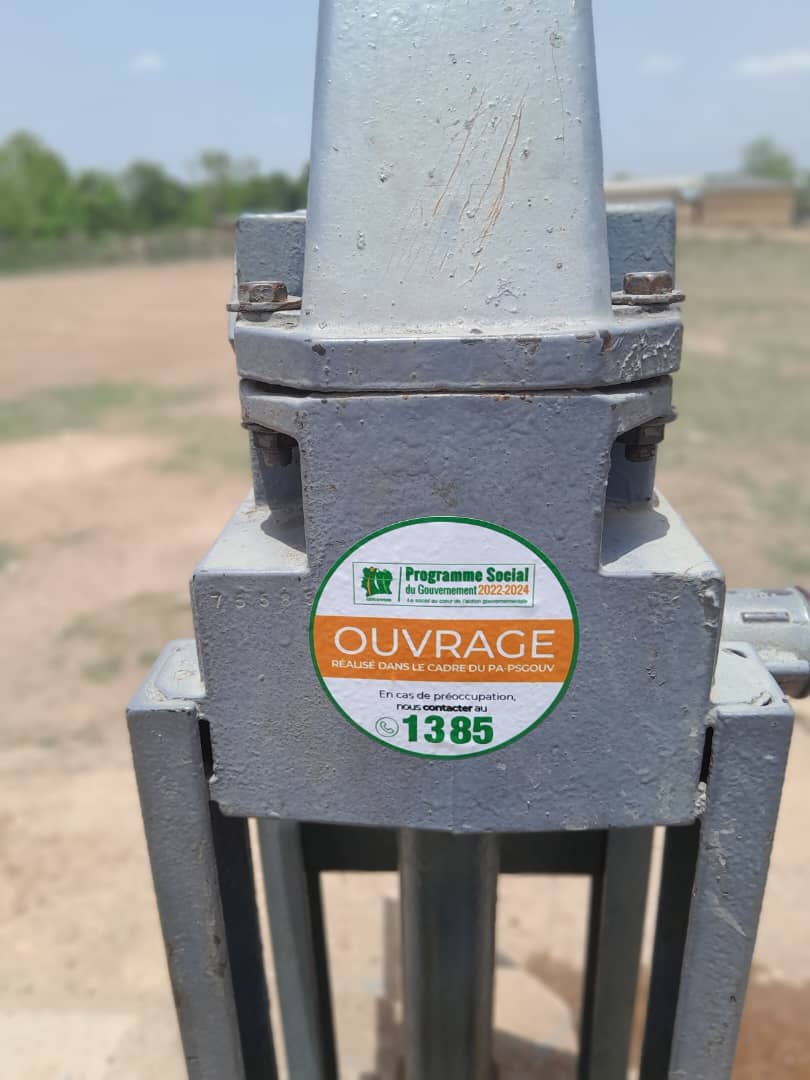 Programme Social
du Gouvernement 2022-2024
Le social au cœur de l'action gouvernementale
OUVRAGE
RÉALISÉ DANS LE CADRE DU PA-PSGOUV
En cas de préoccupation,
nous contacter au
1385